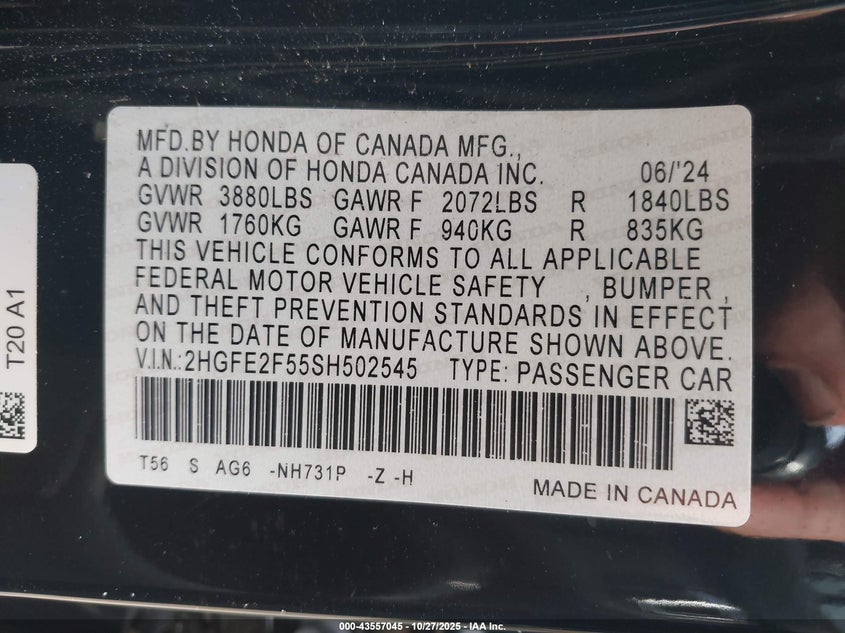 MFD.BY HONDA OF CANADA MFG.,
A DIVISION OF HONDA CANADA INC. 06/'24
GVWR 3880LBS GAWR F 2072LBS R 1840LBS
GVWR 1760KG GAWR F 940KG R 835KG
THIS VEHICLE CONFORMS TO ALL APPLICABLE
FEDERAL MOTOR VEHICLE SAFETY , BUMPER ,
AND THEFT PREVENTION STANDARDS IN EFFECT
ON THE DATE OF MANUFACTURE SHOWN ABOVE.
V.I.N.:2HGFE2F55SH502545 TYPE: PASSENGER CAR
T56 S AG6 -NH731P -Z -H
MADE IN CANADA
T20 A1
000-43557045 - 10/27/2025 - IAA Inc.